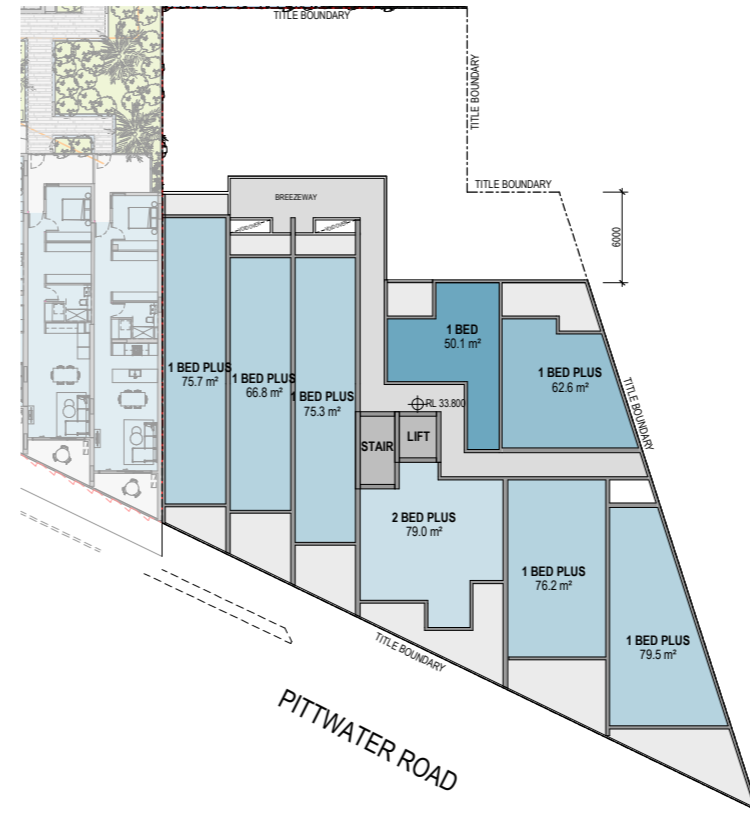 TITLE BOUNDARY
TITLE BOUNDARY
TITLE BOUNDARY
BREEZEWAY
6000
1 BED
50.1 m²
1 BED PLUS
75.7 m²
1 BED PLUS
66.8 m²
1 BED PLUS
75.3 m²
1 BED PLUS
62.6 m²
TITLE BOUNDARY
RL 33.800
STAIR
LIFT
2 BED PLUS
79.0 m²
1 BED PLUS
76.2 m²
1 BED PLUS
79.5 m²
TITLE BOUNDARY
PITTWATER ROAD